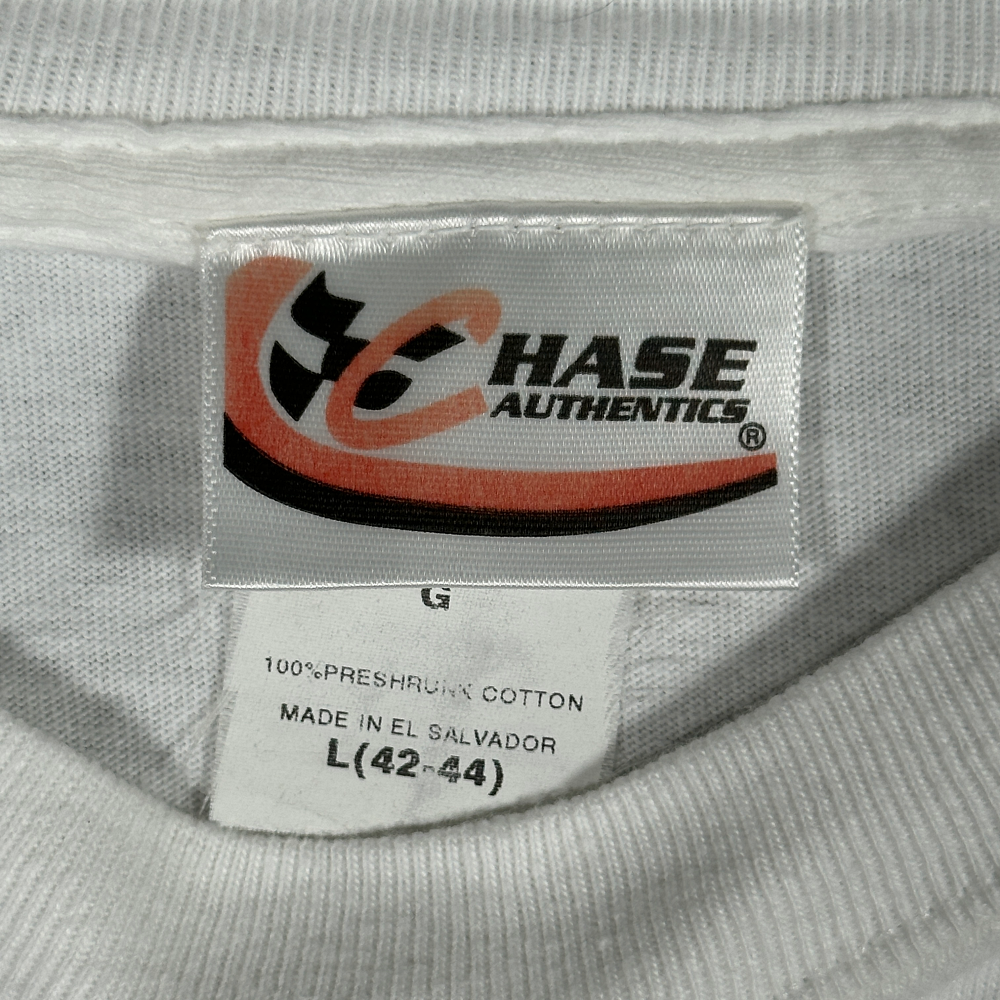 CHASE
AUTHENTICS®
G
100% PRESHRUNK COTTON
MADE IN EL SALVADOR
L(42-44)